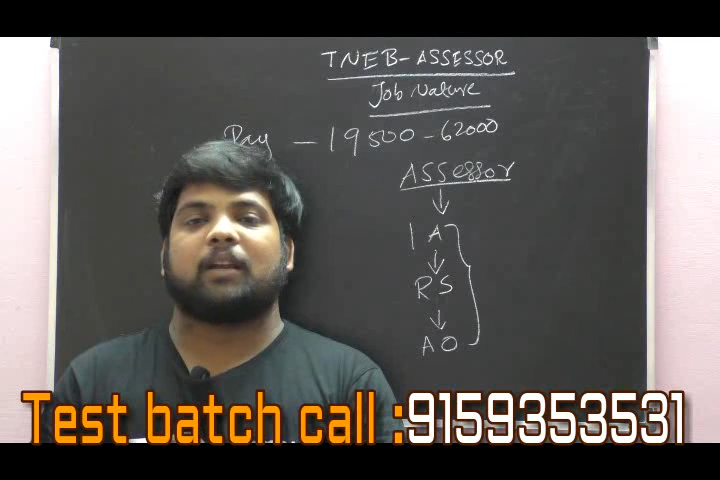 TNEB-ASSESSOR
Job Nature
Pay - 19500-62000
ASSessor
IA
RS
AO
Test batch call :9159353531